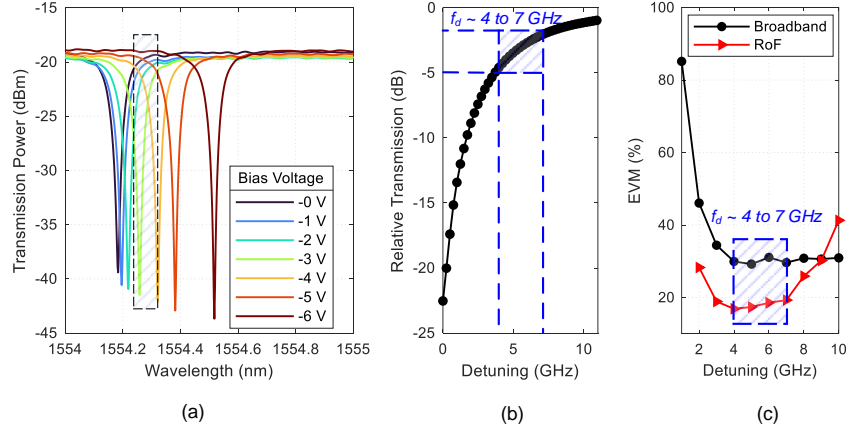 -15
-20
-25
-30
-35
-40
-45
Transmission Power (dBm)
1554
1554.2
1554.4
1554.6
1554.8
1555
Wavelength (nm)
Bias Voltage
-0 V
-1 V
-2 V
-3 V
-4 V
-5 V
-6 V
(a)
0
-5
-10
-15
-20
-25
Relative Transmission (dB)
f_d ~ 4 to 7 GHz
0
5
10
Detuning (GHz)
(b)
100
80
60
40
20
EVM (%)
Broadband
RoF
f_d ~ 4 to 7 GHz
2
4
6
8
10
Detuning (GHz)
(c)